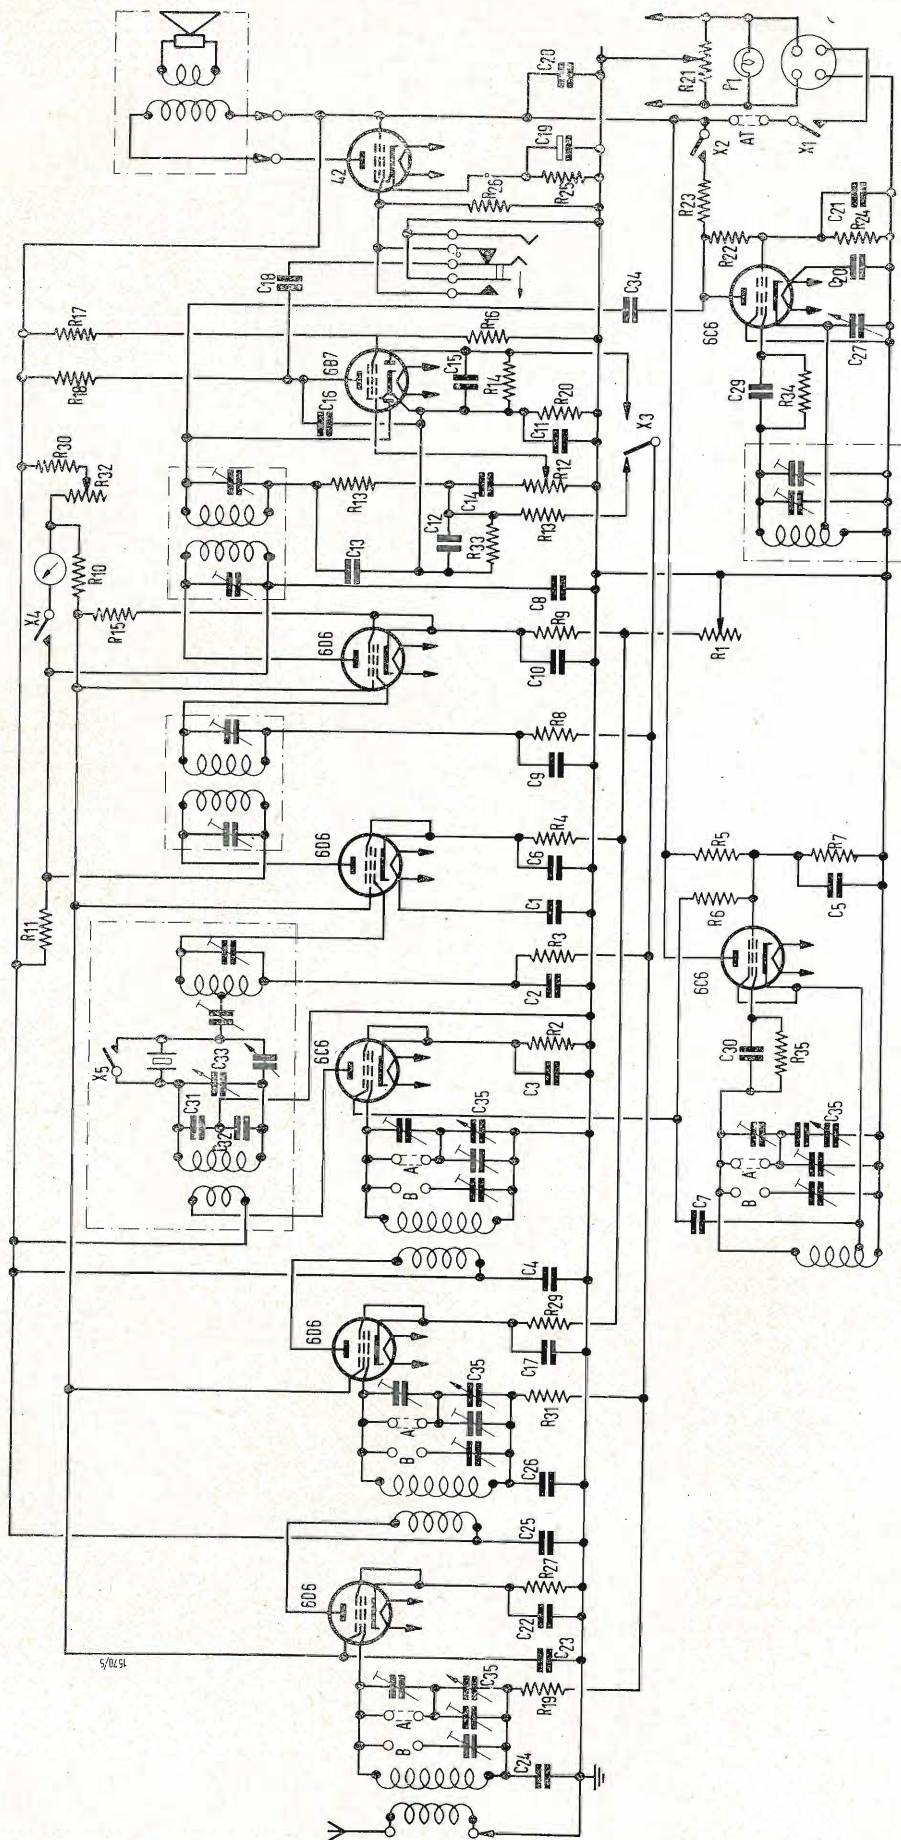 R11
X4
R10
R30
R32
R18
R17
1570/5
R15
X5
C31
C33
C32
6D6
6D6
6C6
6D6
6D6
6B7
42
C16
C18
C13
R13
B
A
C35
B
A
C35
B
A
C35
C12
C14
R33
C15
R14
R16
R26
C24
R19
C23
C22
R27
C25
C26
R31
C17
R29
C4
C3
R2
C2
R3
C1
C6
R4
C9
R8
C10
R9
C8
R13
R12
C11
R20
C19
R25
C20
X3
C34
C7
R1
R21
P1
X2
R23
AT
X1
R6
R5
6C6
B
A
C35
C30
R35
C5
R7
6C6
R22
C29
R34
C27
C20
C21
R24